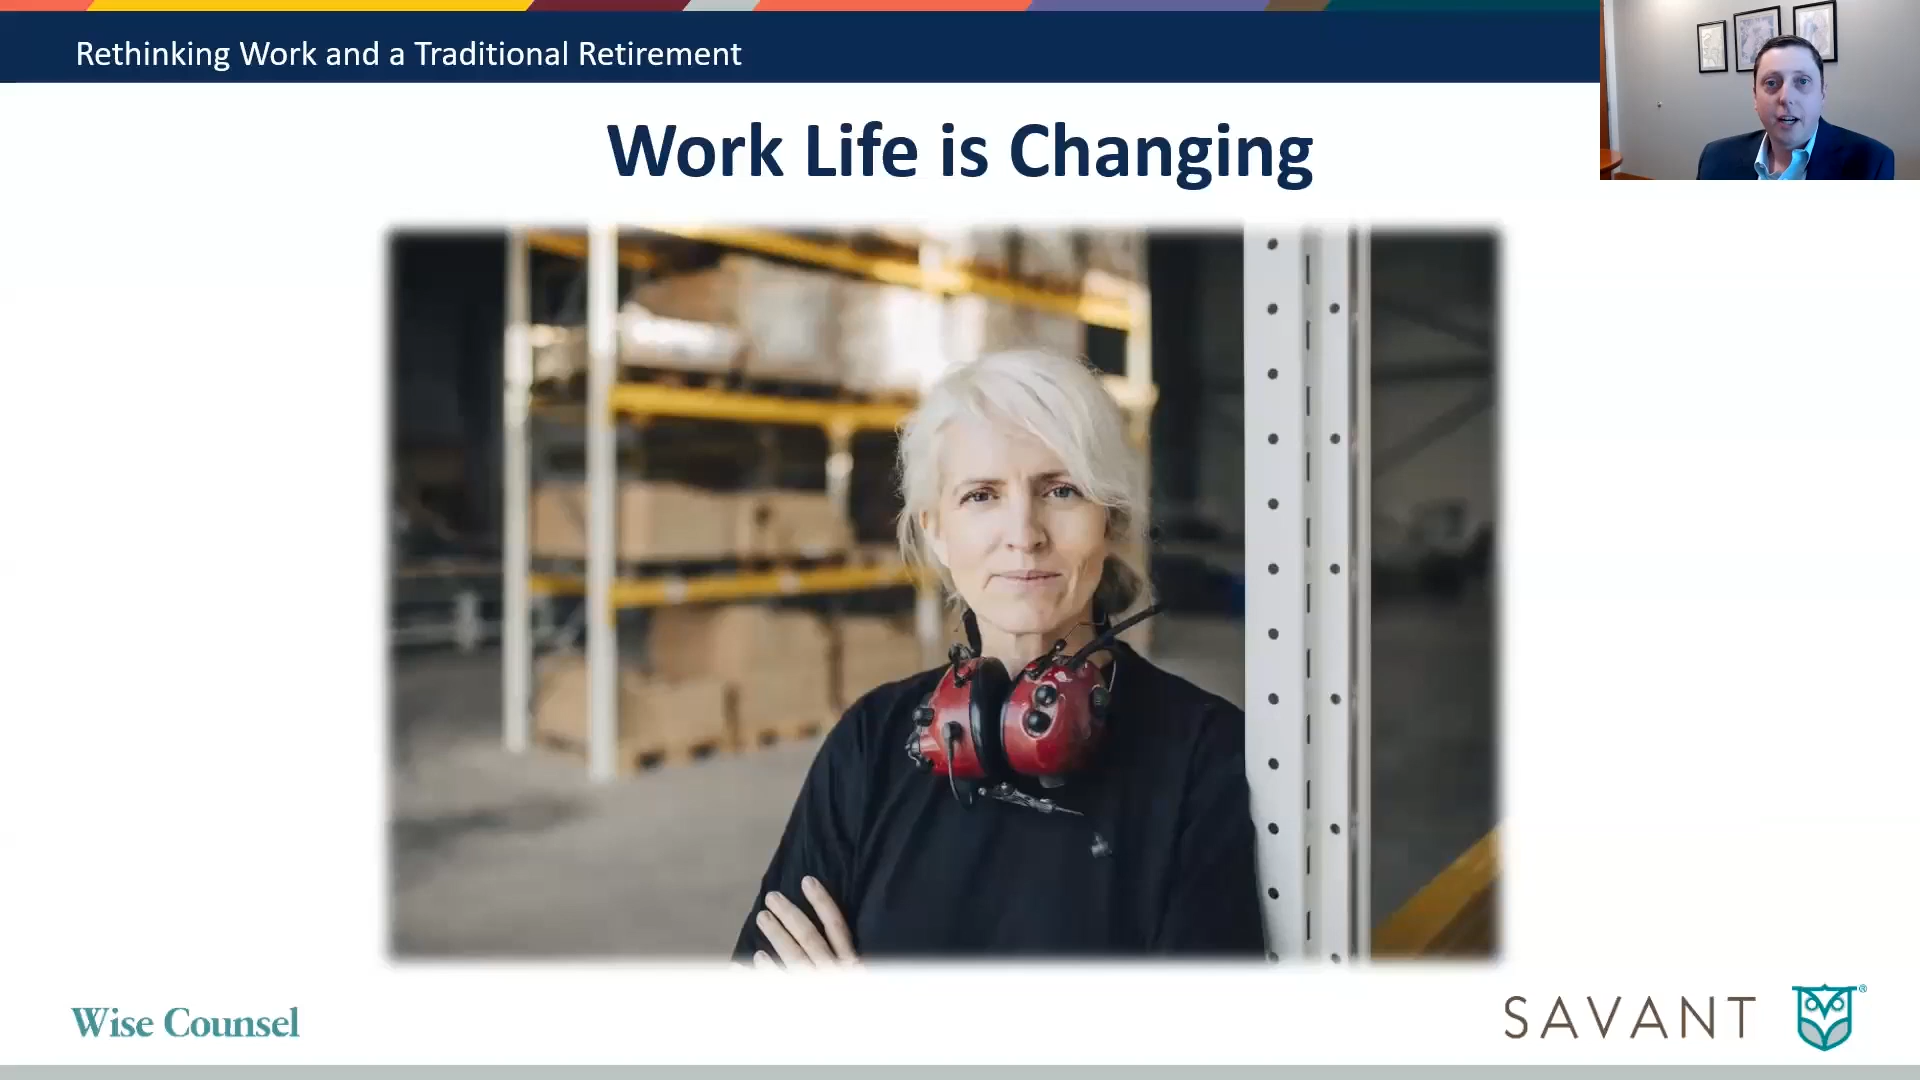 Rethinking Work and a Traditional Retirement
Work Life is Changing
Wise Counsel
SAVANT ®